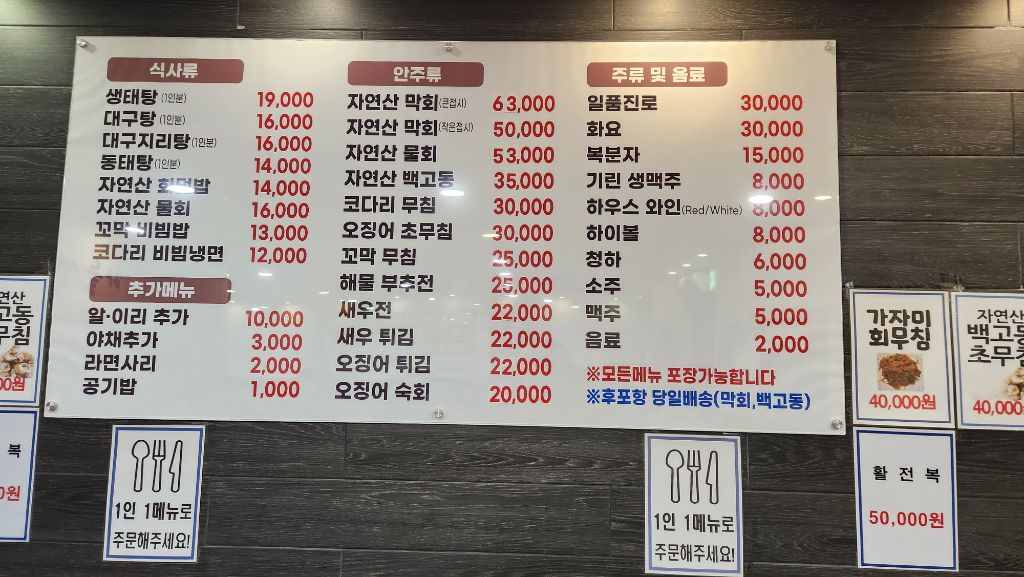 식사류
생태탕 (1인분) 19,000
대구탕 (1인분) 16,000
대구지리탕 (1인분) 16,000
동태탕 (1인분) 14,000
자연산 회덮밥 14,000
자연산 물회 16,000
꼬막 비빔밥 13,000
코다리 비빔냉면 12,000
추가메뉴
알·이리 추가 10,000
야채추가 3,000
라면사리 2,000
공기밥 1,000
안주류
자연산 막회(큰접시) 63,000
자연산 막회(작은접시) 50,000
자연산 물회 53,000
자연산 백고동 35,000
코다리 무침 30,000
오징어 초무침 30,000
꼬막 무침 25,000
해물 부추전 25,000
새우전 22,000
새우 튀김 22,000
오징어 튀김 22,000
오징어 숙회 20,000
주류 및 음료
일품진로 30,000
화요 30,000
복분자 15,000
기린 생맥주 8,000
하우스 와인(Red/White) 8,000
하이볼 8,000
청하 6,000
소주 5,000
맥주 5,000
음료 2,000
※모든메뉴 포장가능합니다
※후포항 당일배송(막회,백고동)
1인 1메뉴로
주문해주세요!
1인 1메뉴로
주문해주세요!
가자미
회무침
40,000원
활 전 복
50,000원
자연산
백고동
초무침
40,000
연산
고동
무침
00원
복
0원